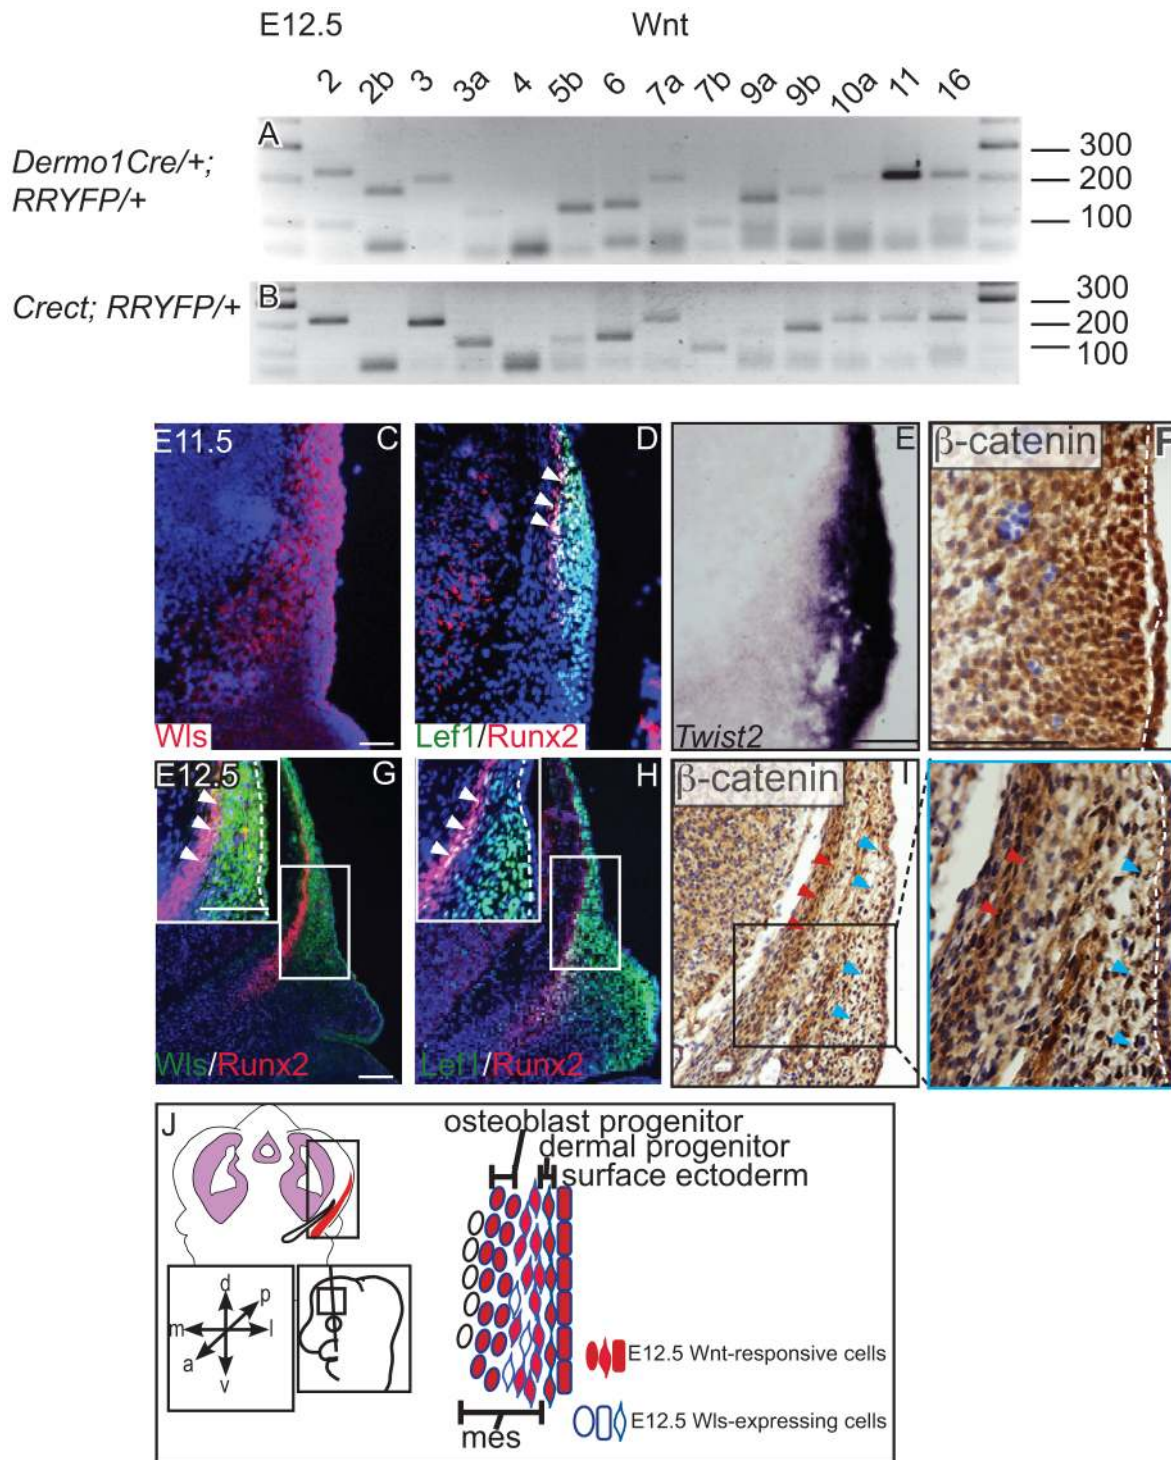 E12.5 Wnt
2 2b 3 3a 4 5b 6 7a 7b 9a 9b 10a 11 16
A
Dermo1Cre/+;
RRYFP/+
300
200
100
B
Crect; RRYFP/+
300
200
100
E11.5 C
Wls
D
Lef1/Runx2
E
Twist2
β-catenin F
E12.5 G
Wls/Runx2
H
Lef1/Runx2
β-catenin I
J
osteoblast progenitor
dermal progenitor
surface ectoderm
d
p
m l
a
v
E12.5 Wnt-responsive cells
E12.5 Wls-expressing cells
mes